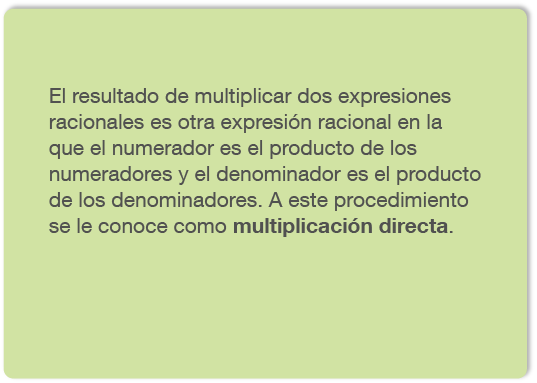 El resultado de multiplicar dos expresiones
racionales es otra expresión racional en la
que el numerador es el producto de los
numeradores y el denominador es el producto
de los denominadores. A este procedimiento
se le conoce como multiplicación directa.